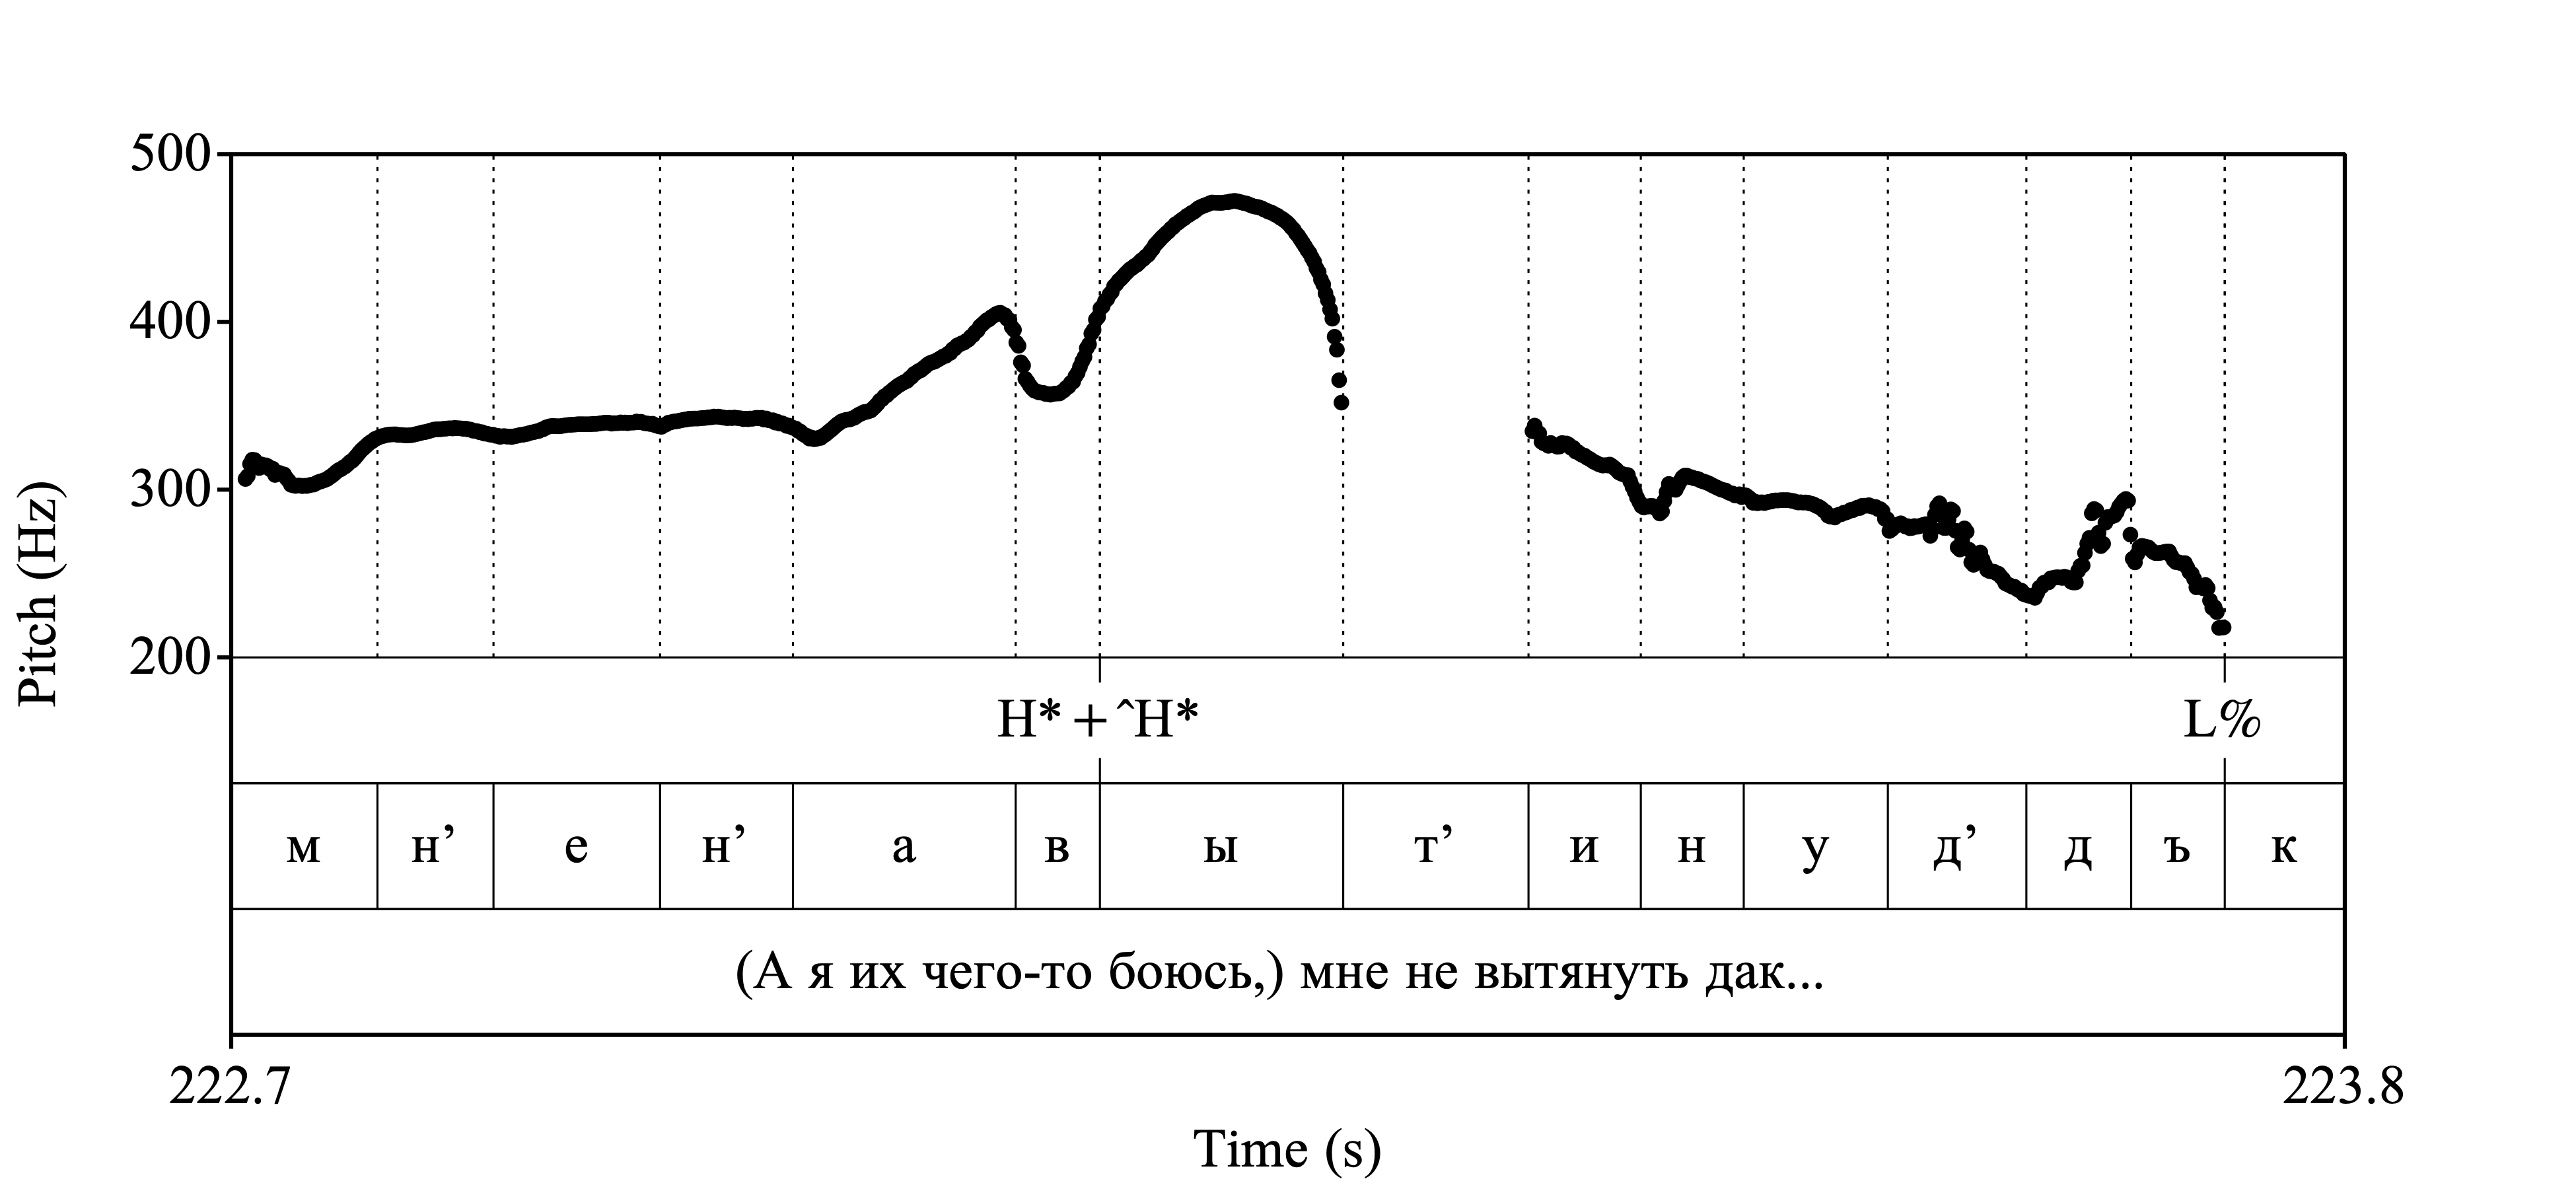 500
400
300
200
Pitch (Hz)
H* + ^H* L%
м н’ е н’ а в ы т’ и н у д’ д ъ к
(А я их чего-то боюсь,) мне не вытянуть дак...
222.7 223.8
Time (s)